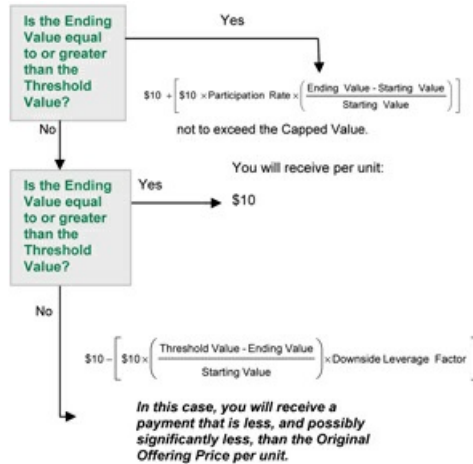 Is the Ending
Value equal
to or greater
than the
Threshold
Value?
Yes
$10 + [ $10 × Participation Rate × ( Ending Value - Starting Value / Starting Value ) ]
not to exceed the Capped Value.
No
You will receive per unit:
Is the Ending
Value equal
to or greater
than the
Threshold
Value?
Yes
$10
No
$10 − [ $10 × ( Threshold Value - Ending Value / Starting Value ) × Downside Leverage Factor ]
In this case, you will receive a
payment that is less, and possibly
significantly less, than the Original
Offering Price per unit.